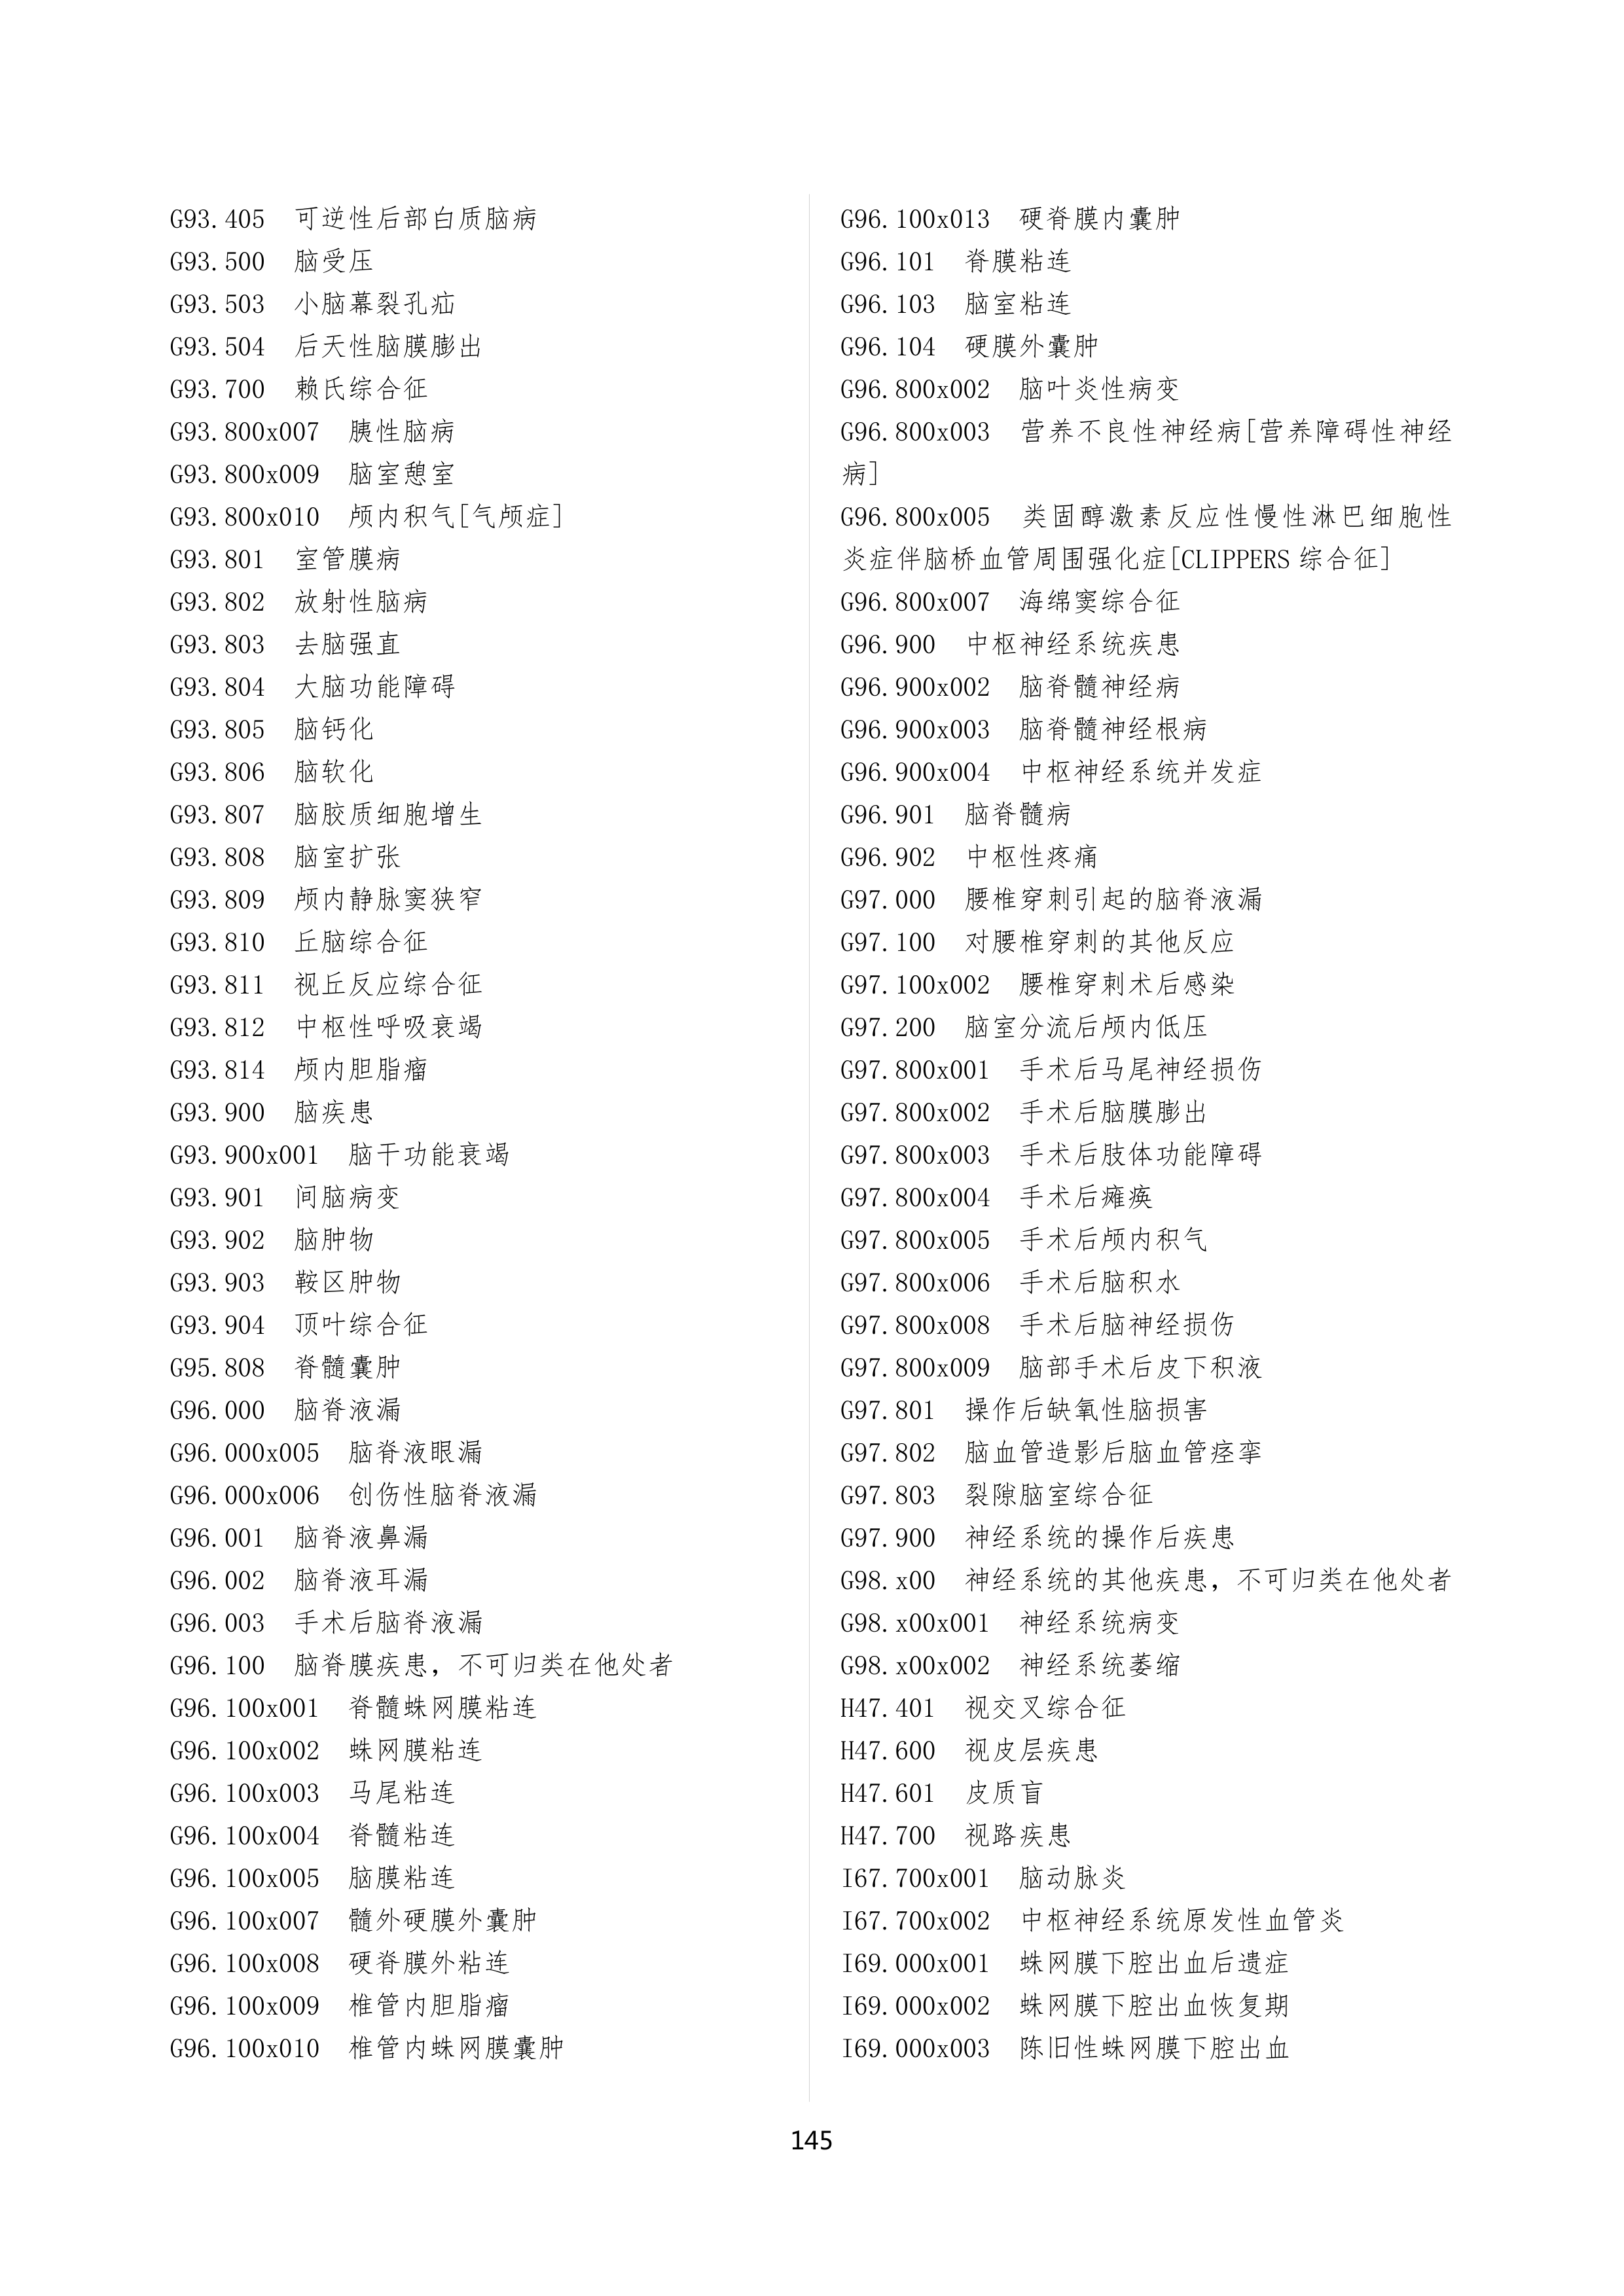 G93.405 可逆性后部白质脑病
G93.500 脑受压
G93.503 小脑幕裂孔疝
G93.504 后天性脑膜膨出
G93.700 赖氏综合征
G93.800x007 胰性脑病
G93.800x009 脑室憩室
G93.800x010 颅内积气[气颅症]
G93.801 室管膜病
G93.802 放射性脑病
G93.803 去脑强直
G93.804 大脑功能障碍
G93.805 脑钙化
G93.806 脑软化
G93.807 脑胶质细胞增生
G93.808 脑室扩张
G93.809 颅内静脉窦狭窄
G93.810 丘脑综合征
G93.811 视丘反应综合征
G93.812 中枢性呼吸衰竭
G93.814 颅内胆脂瘤
G93.900 脑疾患
G93.900x001 脑干功能衰竭
G93.901 间脑病变
G93.902 脑肿物
G93.903 鞍区肿物
G93.904 顶叶综合征
G95.808 脊髓囊肿
G96.000 脑脊液漏
G96.000x005 脑脊液眼漏
G96.000x006 创伤性脑脊液漏
G96.001 脑脊液鼻漏
G96.002 脑脊液耳漏
G96.003 手术后脑脊液漏
G96.100 脑脊膜疾患，不可归类在他处者
G96.100x001 脊髓蛛网膜粘连
G96.100x002 蛛网膜粘连
G96.100x003 马尾粘连
G96.100x004 脊髓粘连
G96.100x005 脑膜粘连
G96.100x007 髓外硬膜外囊肿
G96.100x008 硬脊膜外粘连
G96.100x009 椎管内胆脂瘤
G96.100x010 椎管内蛛网膜囊肿
G96.100x013 硬脊膜内囊肿
G96.101 脊膜粘连
G96.103 脑室粘连
G96.104 硬膜外囊肿
G96.800x002 脑叶炎性病变
G96.800x003 营养不良性神经病[营养障碍性神经
病]
G96.800x005 类固醇激素反应性慢性淋巴细胞性
炎症伴脑桥血管周围强化症[CLIPPERS 综合征]
G96.800x007 海绵窦综合征
G96.900 中枢神经系统疾患
G96.900x002 脑脊髓神经病
G96.900x003 脑脊髓神经根病
G96.900x004 中枢神经系统并发症
G96.901 脑脊髓病
G96.902 中枢性疼痛
G97.000 腰椎穿刺引起的脑脊液漏
G97.100 对腰椎穿刺的其他反应
G97.100x002 腰椎穿刺术后感染
G97.200 脑室分流后颅内低压
G97.800x001 手术后马尾神经损伤
G97.800x002 手术后脑膜膨出
G97.800x003 手术后肢体功能障碍
G97.800x004 手术后瘫痪
G97.800x005 手术后颅内积气
G97.800x006 手术后脑积水
G97.800x008 手术后脑神经损伤
G97.800x009 脑部手术后皮下积液
G97.801 操作后缺氧性脑损害
G97.802 脑血管造影后脑血管痉挛
G97.803 裂隙脑室综合征
G97.900 神经系统的操作后疾患
G98.x00 神经系统的其他疾患，不可归类在他处者
G98.x00x001 神经系统病变
G98.x00x002 神经系统萎缩
H47.401 视交叉综合征
H47.600 视皮层疾患
H47.601 皮质盲
H47.700 视路疾患
I67.700x001 脑动脉炎
I67.700x002 中枢神经系统原发性血管炎
I69.000x001 蛛网膜下腔出血后遗症
I69.000x002 蛛网膜下腔出血恢复期
I69.000x003 陈旧性蛛网膜下腔出血
145